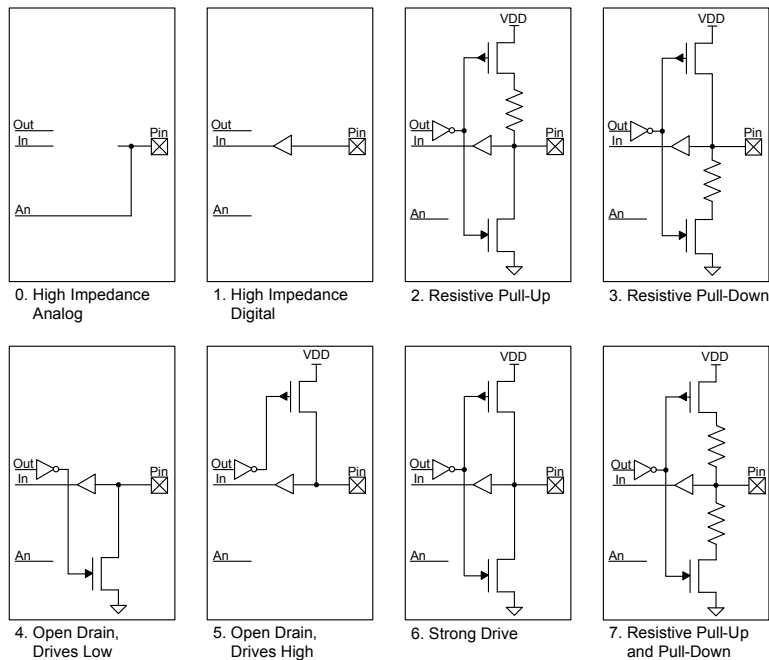 VDD
VDD
Out
In
Pin
An
Out
In
Pin
An
Out
In
Pin
An
Out
In
Pin
An
0. High Impedance
Analog
1. High Impedance
Digital
2. Resistive Pull-Up
3. Resistive Pull-Down
VDD
VDD
VDD
Out
In
Pin
An
Out
In
Pin
An
Out
In
Pin
An
Out
In
Pin
An
4. Open Drain,
Drives Low
5. Open Drain,
Drives High
6. Strong Drive
7. Resistive Pull-Up
and Pull-Down